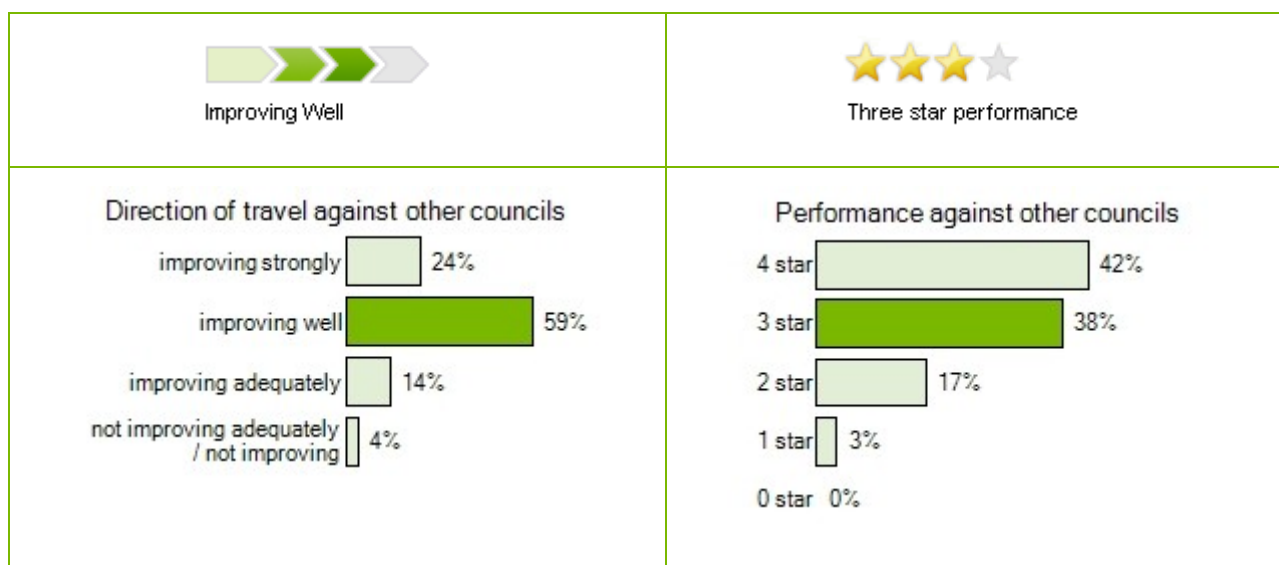 Improving Well
Three star performance
Direction of travel against other councils
improving strongly 24%
improving well 59%
improving adequately 14%
not improving adequately
/ not improving 4%
Performance against other councils
4 star 42%
3 star 38%
2 star 17%
1 star 3%
0 star 0%